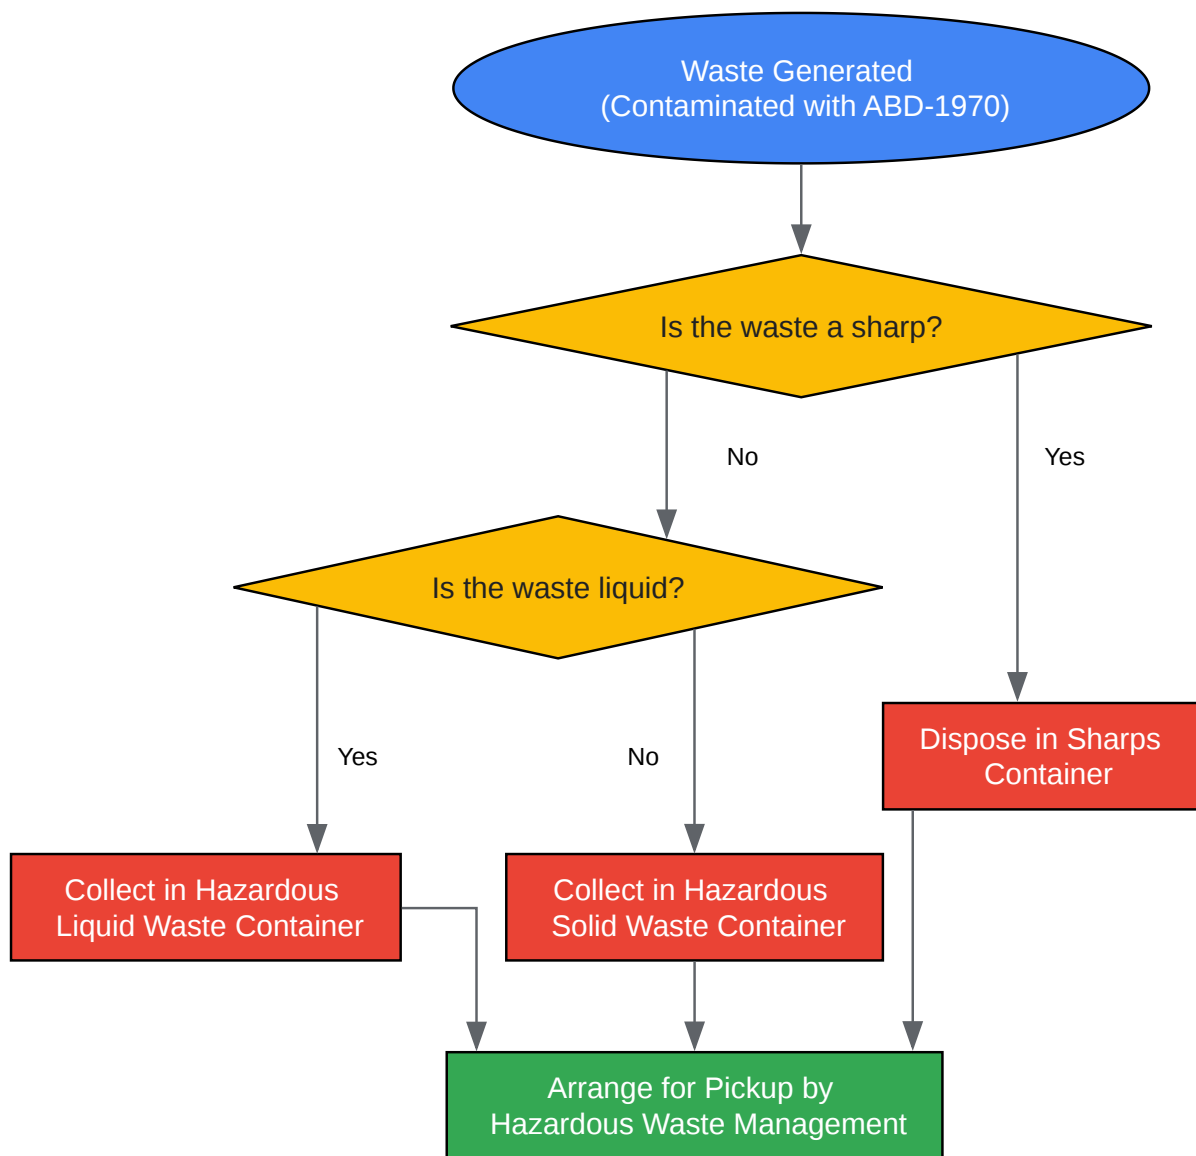 Waste Generated
(Contaminated with ABD-1970)
Is the waste a sharp?
No
Yes
Is the waste liquid?
Yes
No
Dispose in Sharps
Container
Collect in Hazardous
Liquid Waste Container
Collect in Hazardous
Solid Waste Container
Arrange for Pickup by
Hazardous Waste Management